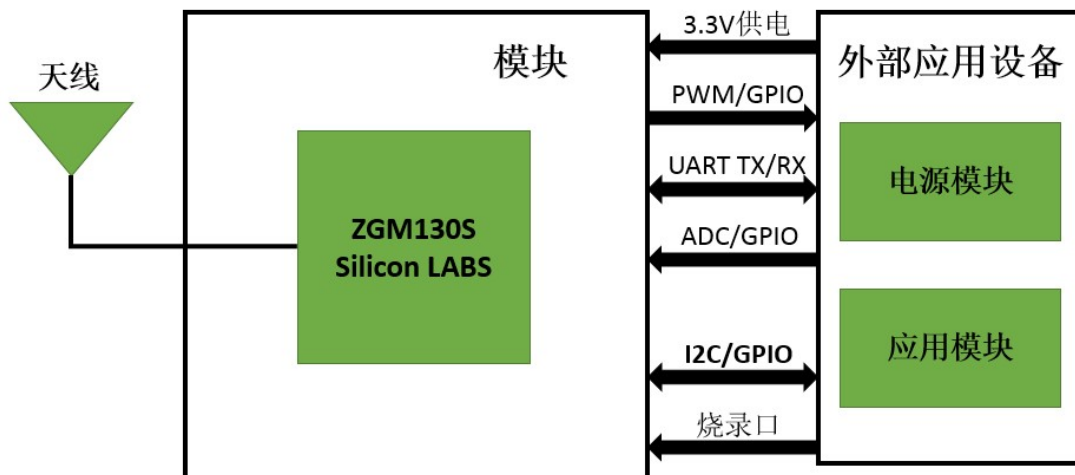 天线
模块
ZGM130S
Silicon LABS
3.3V供电
PWM/GPIO
UART TX/RX
ADC/GPIO
I2C/GPIO
烧录口
外部应用设备
电源模块
应用模块